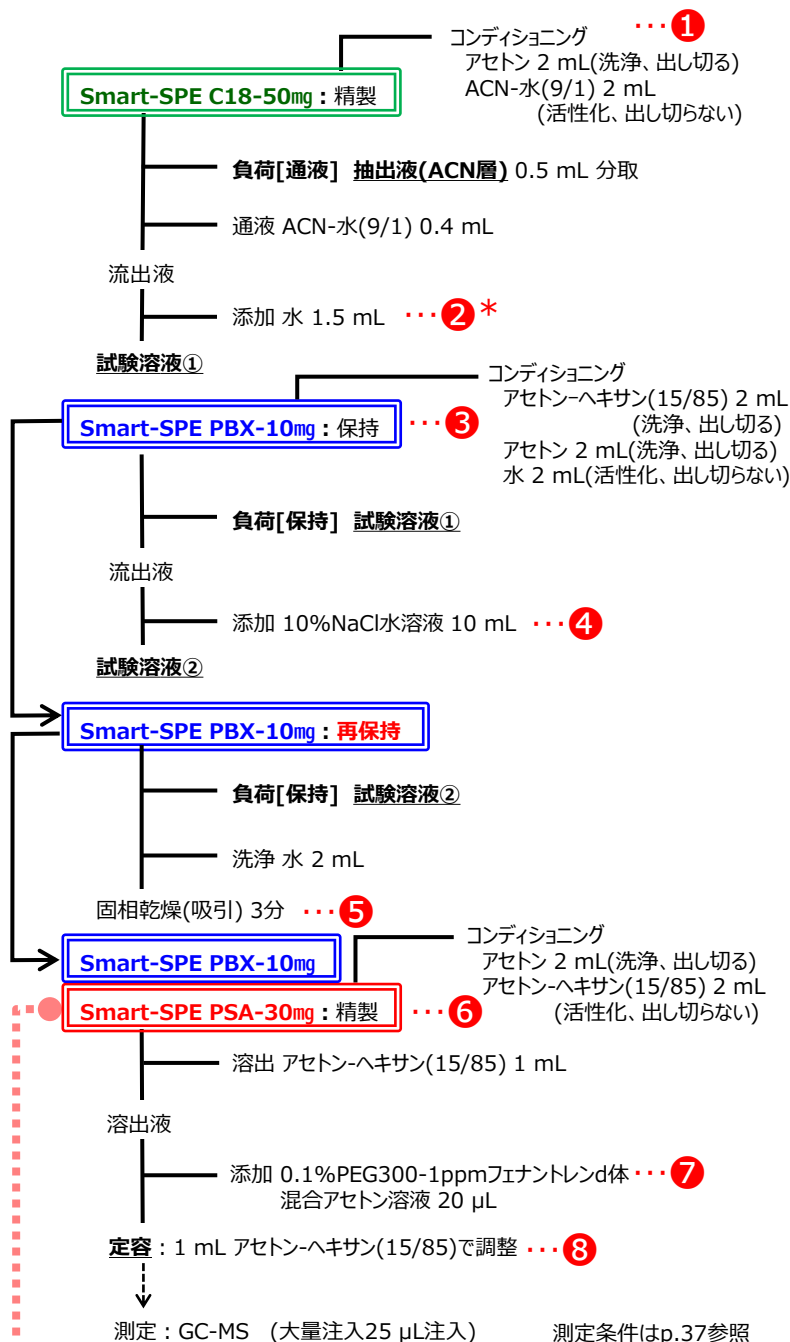 コンディショニング ･･･❶
アセトン 2 mL(洗浄、出し切る)
ACN-水(9/1) 2 mL
(活性化、出し切らない)
Smart-SPE C18-50mg：精製
負荷[通液] 抽出液(ACN層) 0.5 mL 分取
通液 ACN-水(9/1) 0.4 mL
流出液
添加 水 1.5 mL ･･･❷*
試験溶液①
コンディショニング
アセトン-ヘキサン(15/85) 2 mL
(洗浄、出し切る)
アセトン 2 mL(洗浄、出し切る)
水 2 mL(活性化、出し切らない)
Smart-SPE PBX-10mg：保持 ･･･❸
負荷[保持] 試験溶液①
流出液
添加 10%NaCl水溶液 10 mL ･･･❹
試験溶液②
Smart-SPE PBX-10mg：再保持
負荷[保持] 試験溶液②
洗浄 水 2 mL
固相乾燥(吸引) 3分 ･･･❺
コンディショニング
アセトン 2 mL(洗浄、出し切る)
アセトン-ヘキサン(15/85) 2 mL
(活性化、出し切らない)
Smart-SPE PBX-10mg
Smart-SPE PSA-30mg：精製 ･･･❻
溶出 アセトン-ヘキサン(15/85) 1 mL
溶出液
添加 0.1%PEG300-1ppmフェナントレンd体 ･･･❼
混合アセトン溶液 20 µL
定容：1 mL アセトン-ヘキサン(15/85)で調整 ･･･❽
測定：GC-MS (大量注入25 µL注入) 測定条件はp.37参照